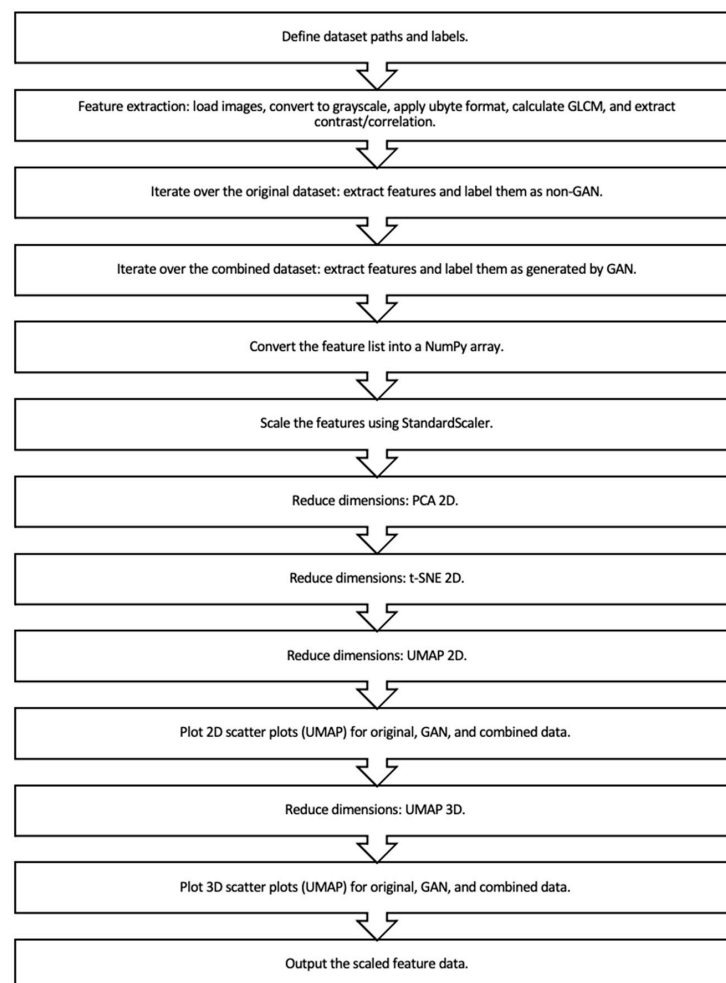 Define dataset paths and labels.
Feature extraction: load images, convert to grayscale, apply ubyte format, calculate GLCM, and extract
contrast/correlation.
Iterate over the original dataset: extract features and label them as non-GAN.
Iterate over the combined dataset: extract features and label them as generated by GAN.
Convert the feature list into a NumPy array.
Scale the features using StandardScaler.
Reduce dimensions: PCA 2D.
Reduce dimensions: t-SNE 2D.
Reduce dimensions: UMAP 2D.
Plot 2D scatter plots (UMAP) for original, GAN, and combined data.
Reduce dimensions: UMAP 3D.
Plot 3D scatter plots (UMAP) for original, GAN, and combined data.
Output the scaled feature data.